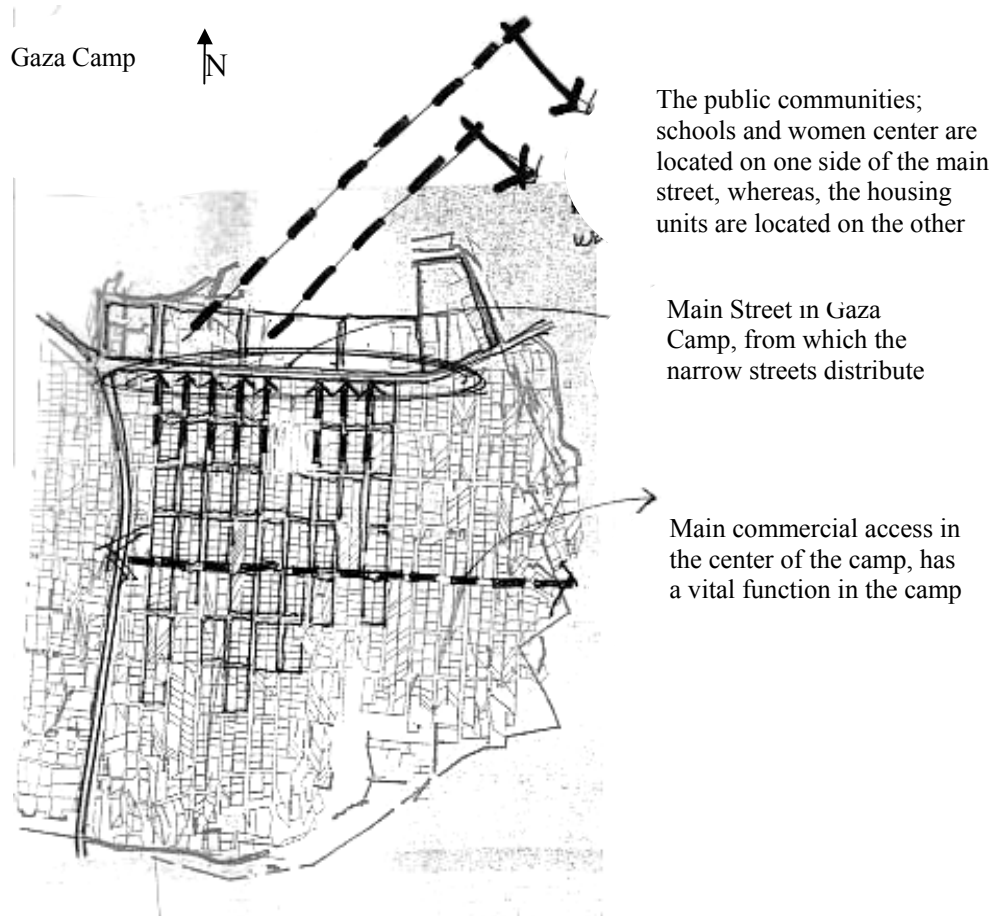 Gaza Camp
N
The public communities;
schools and women center are
located on one side of the main
street, whereas, the housing
units are located on the other
Main Street in Gaza
Camp, from which the
narrow streets distribute
Main commercial access in
the center of the camp, has
a vital function in the camp